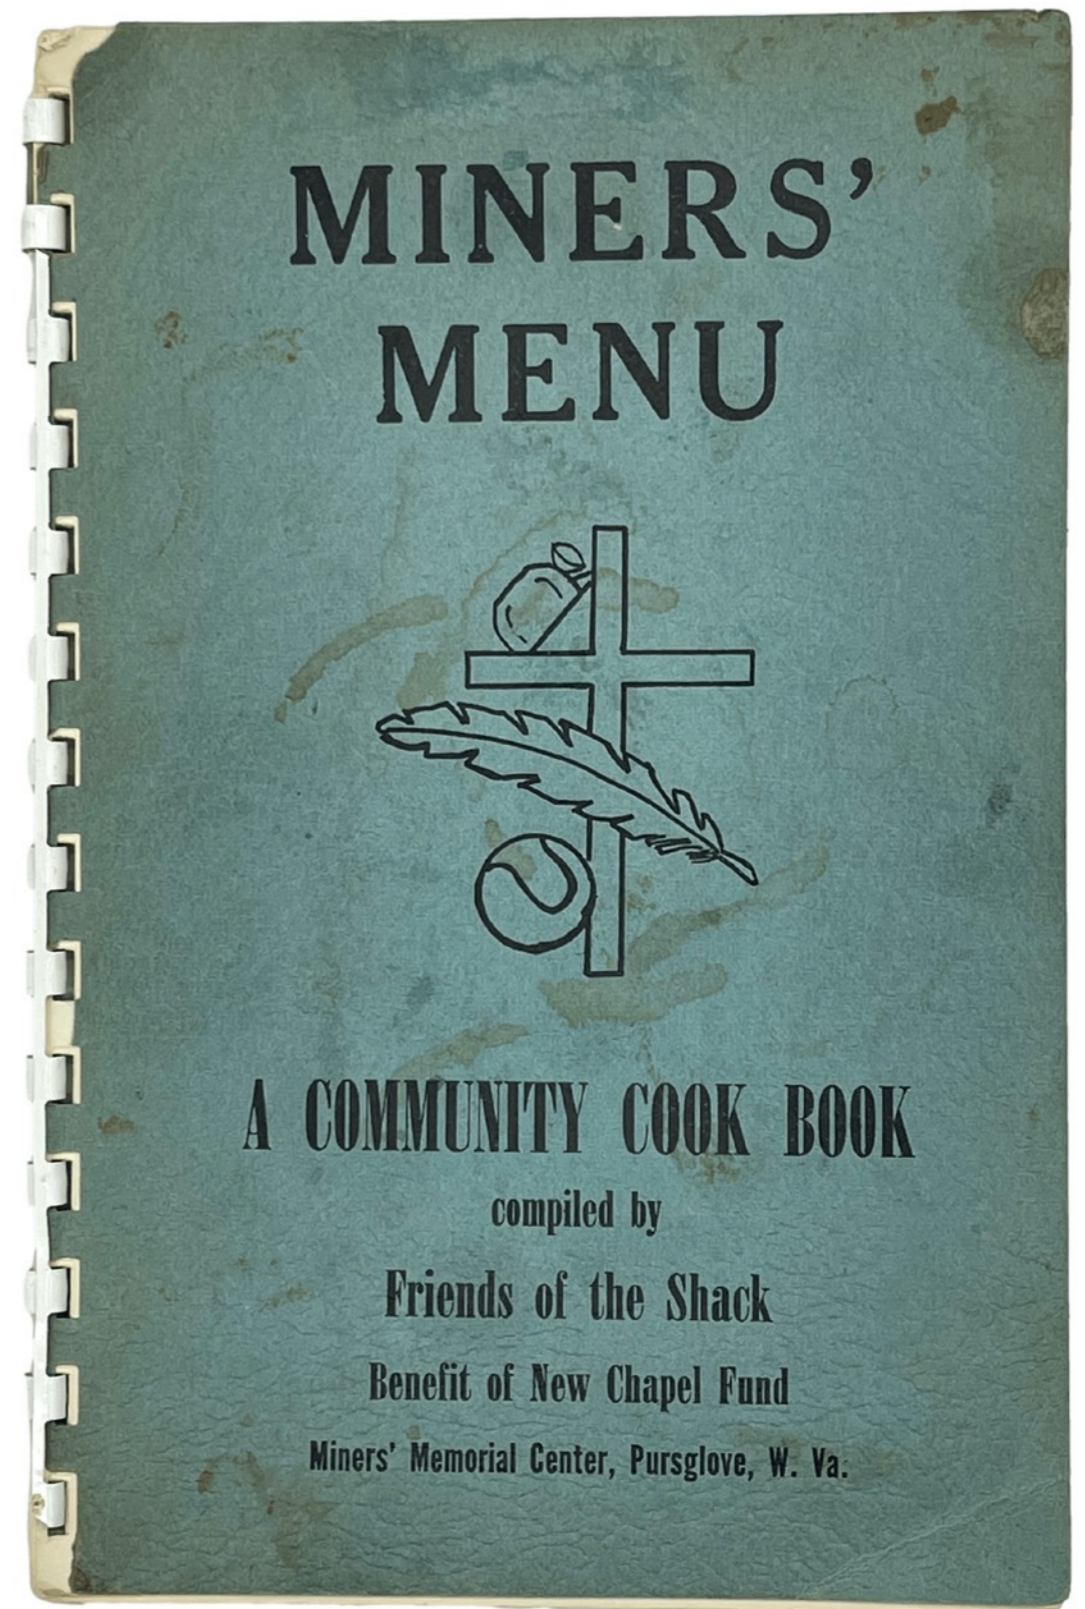 MINERS'
MENU
A COMMUNITY COOK BOOK
compiled by
Friends of the Shack
Benefit of New Chapel Fund
Miners' Memorial Center, Pursglove, W. Va.